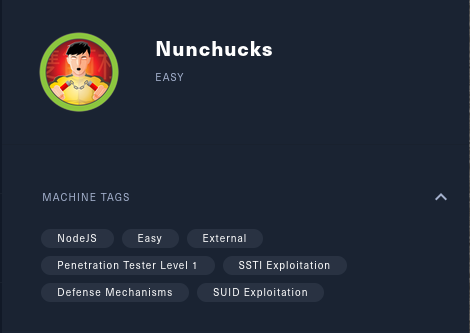 Nunchucks
EASY
MACHINE TAGS
NodeJS Easy External
Penetration Tester Level 1 SSTI Exploitation
Defense Mechanisms SUID Exploitation